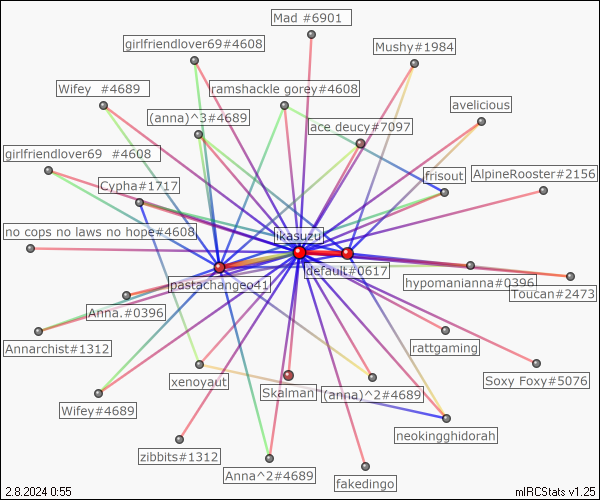 Mad #6901
girlfriendlover69#4608
Mushy#1984
Wifey  #4689
ramshackle gorey#4608
avelicious
(anna)^3#4689
ace deucy#7097
girlfriendlover69  #4608
frisout
AlpineRooster#2156
Cypha#1717
no cops no laws no hope#4608
ikasuzu
default#0617
pastachangeo41
hypomanianna#0396
Toucan#2473
Anna.#0396
Annarchist#1312
rattgaming
xenoyaut
Skalman
(anna)^2#4689
Soxy Foxy#5076
Wifey#4689
neokingghidorah
zibbits#1312
Anna^2#4689
fakedingo
2.8.2024 0:55
mIRCStats v1.25